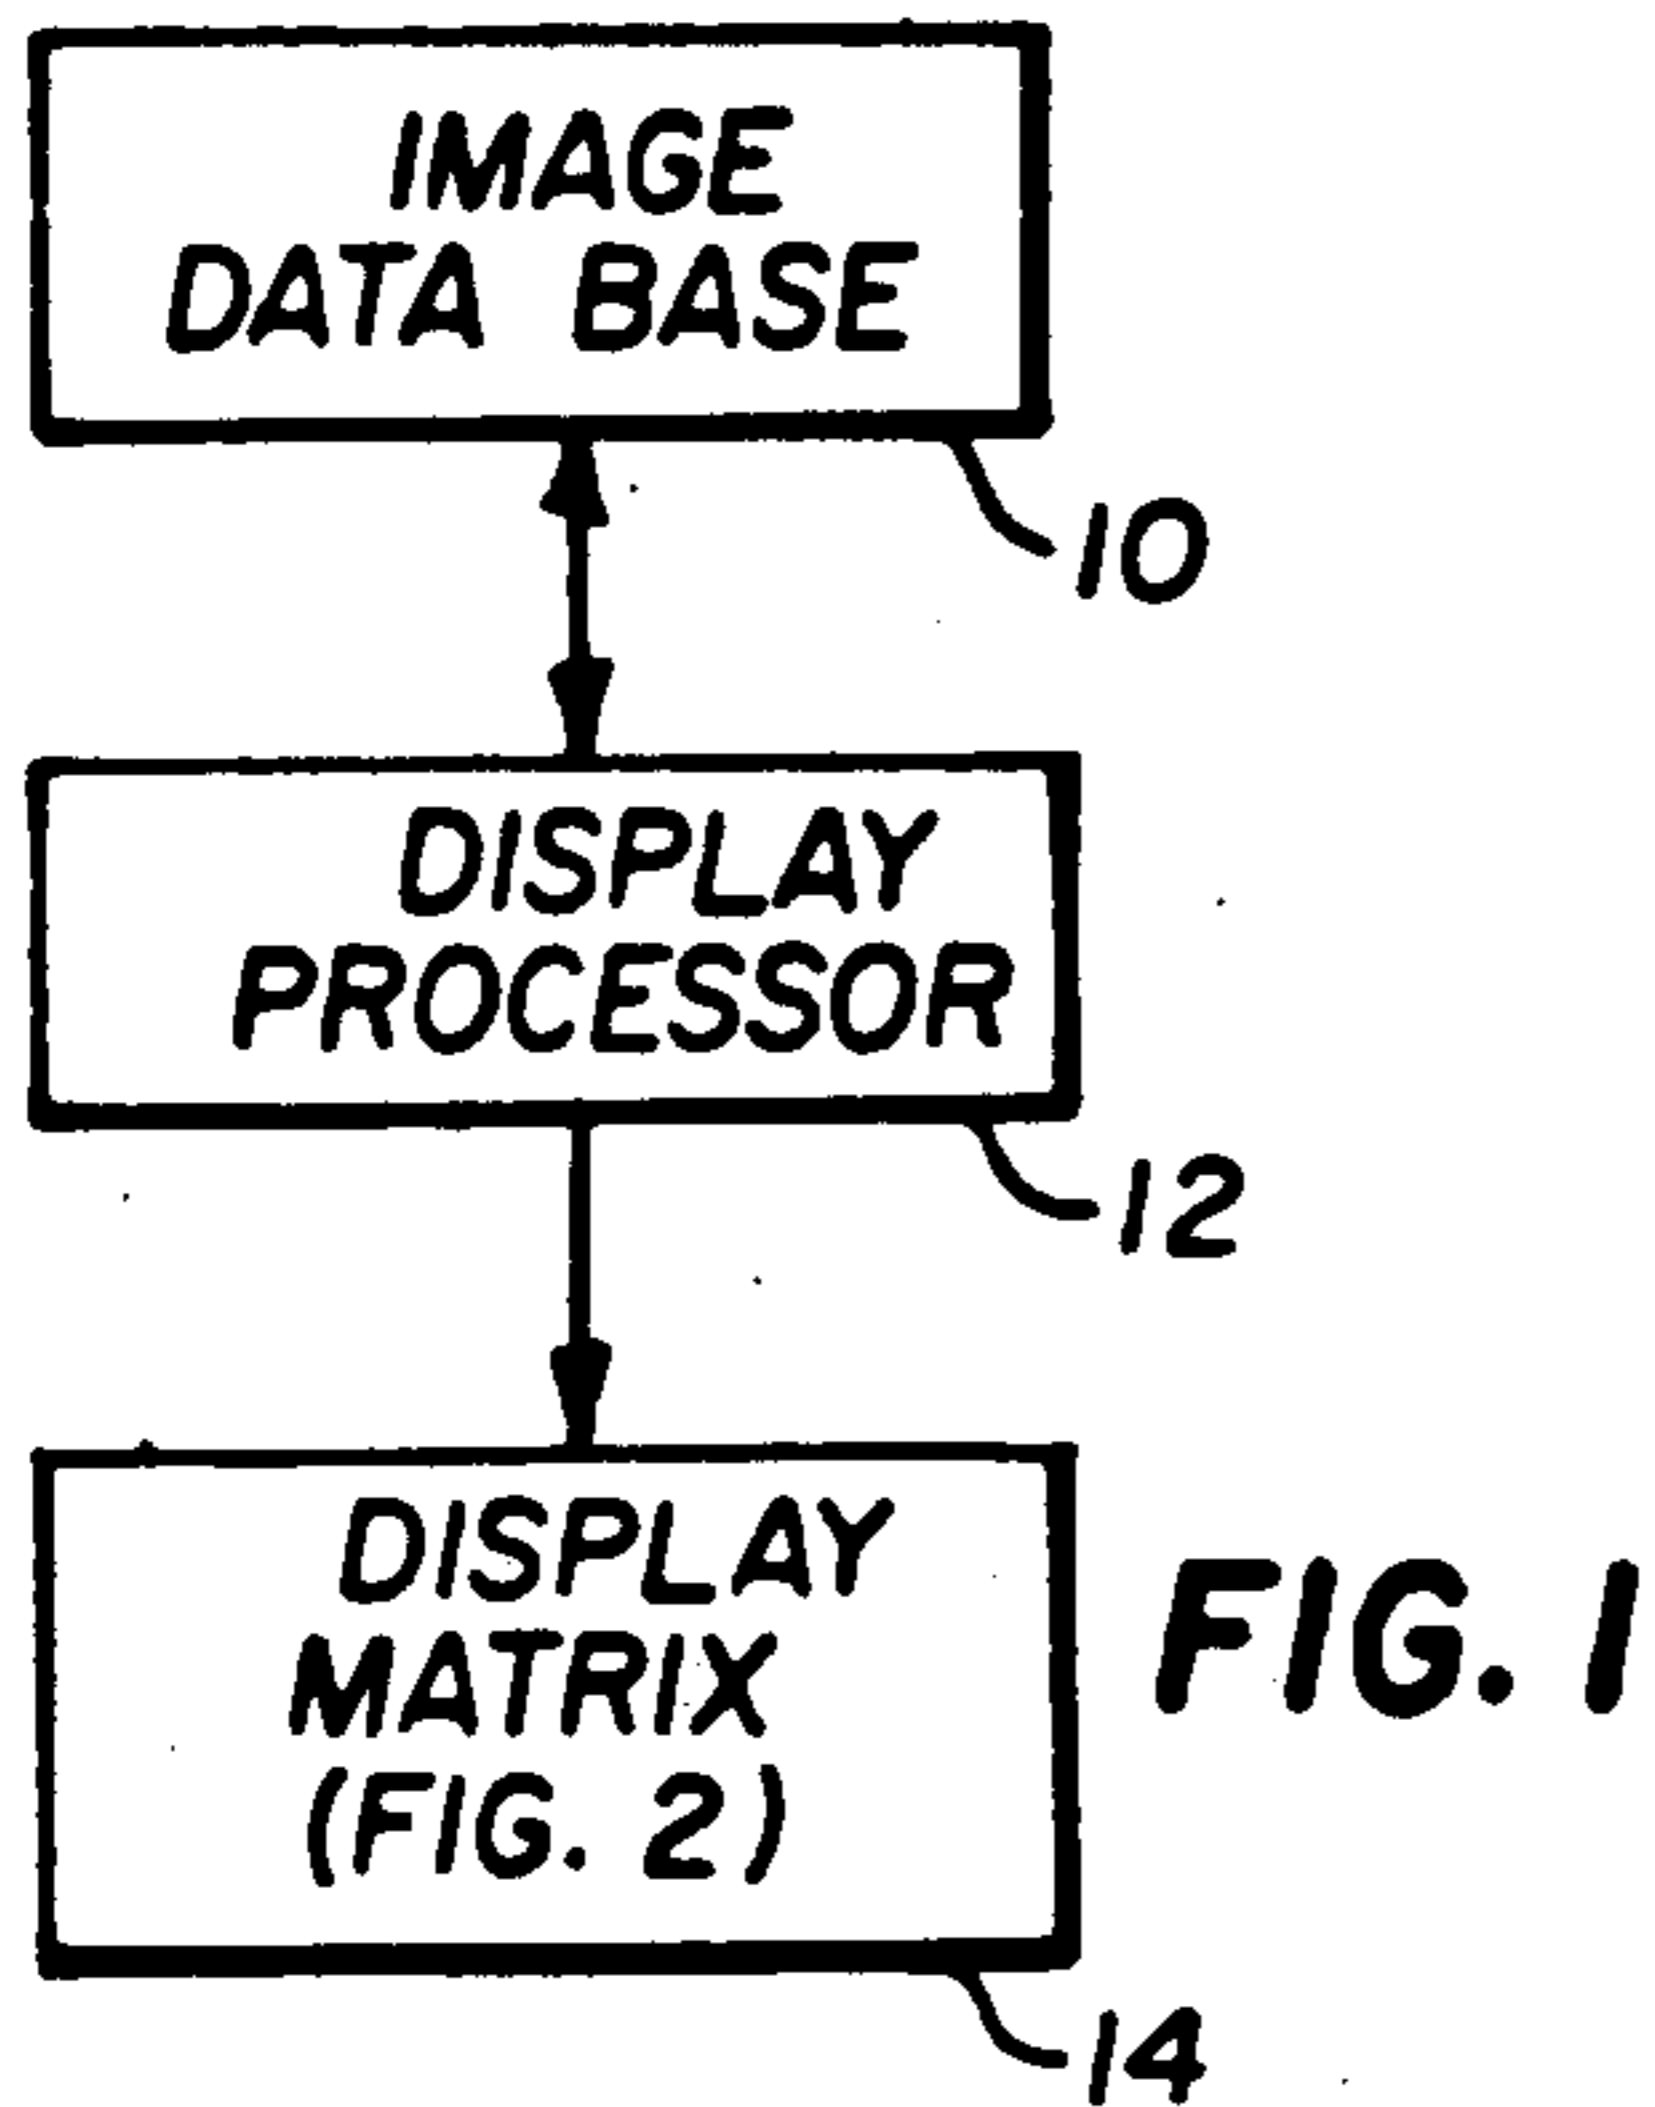 IMAGE
DATA BASE
10
DISPLAY
PROCESSOR
12
DISPLAY
MATRIX
(FIG. 2)
FIG. 1
14